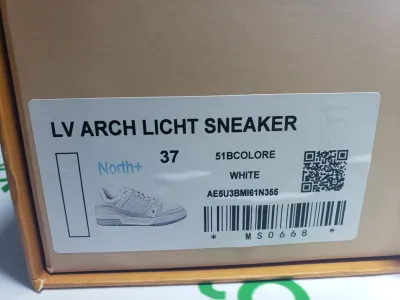 LV ARCH LICHT SNEAKER
North+
37
51BCOLORE
WHITE
AE5U3BMI61N355
* MS0668 *